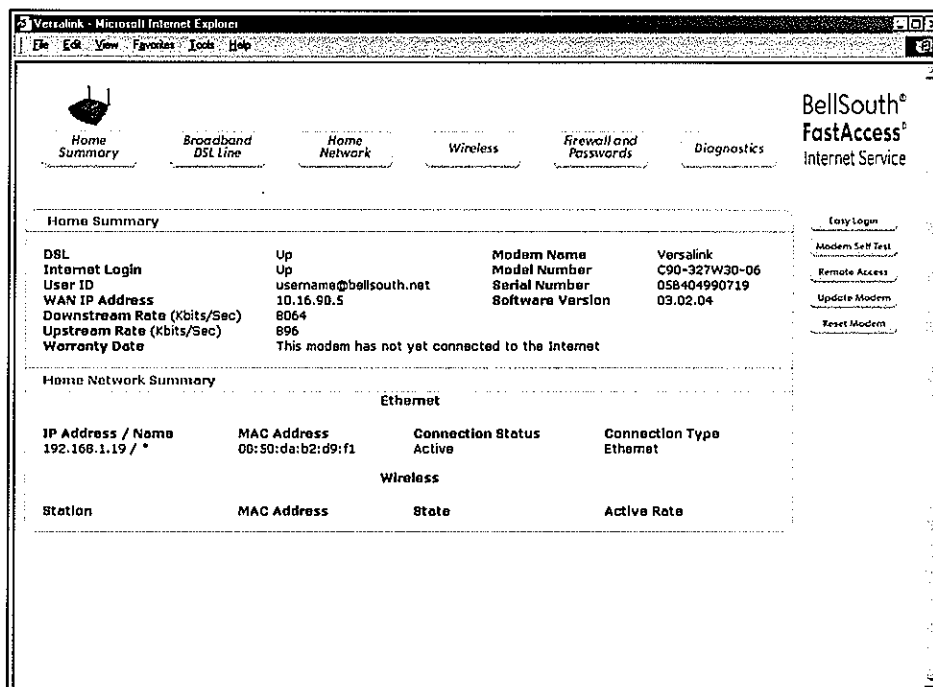 Versalink - Microsoft Internet Explorer
File Edit View Favorites Tools Help
BellSouth®
FastAccess®
Internet Service
Home Summary
Broadband DSL Line
Home Network
Wireless
Firewall and Passwords
Diagnostics
Home Summary
DSL Up Modem Name Versalink
Internet Login Up Model Number C90-327W30-06
User ID username@bellsouth.net Serial Number 05B404990719
WAN IP Address 10.16.90.5 Software Version 03.02.04
Downstream Rate (Kbits/Sec) 8064
Upstream Rate (Kbits/Sec) 896
Warranty Date This modem has not yet connected to the Internet
Easy Login
Modem Self Test
Remote Access
Update Modem
Reset Modem
Home Network Summary
Ethernet
IP Address / Name MAC Address Connection Status Connection Type
192.168.1.19 / * 00:50:da:b2:d9:f1 Active Ethernet
Wireless
Station MAC Address State Active Rate